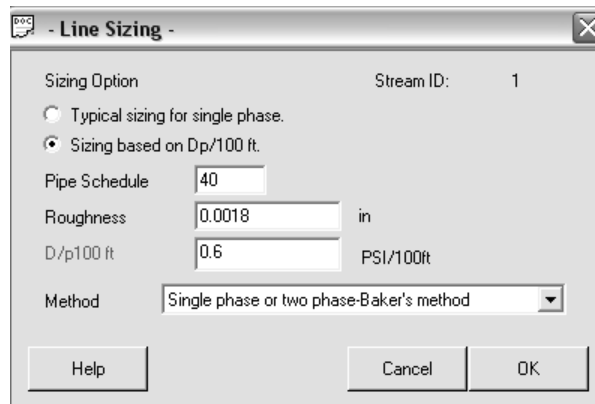 - Line Sizing -
Sizing Option Stream ID: 1
Typical sizing for single phase.
Sizing based on Dp/100 ft.
Pipe Schedule 40
Roughness 0.0018 in
D/p100 ft 0.6 PSI/100ft
Method Single phase or two phase-Baker's method
Help Cancel OK